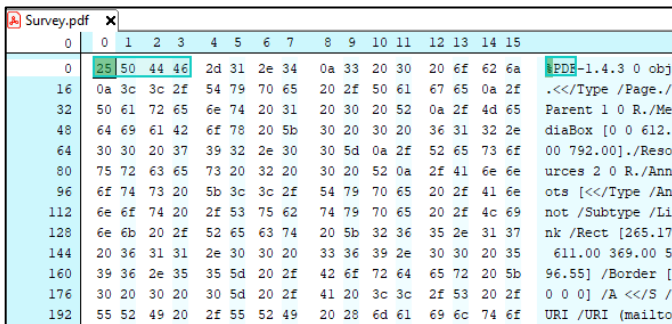 Survey.pdf x
0 0 1 2 3 4 5 6 7 8 9 10 11 12 13 14 15
0 25 50 44 46 2d 31 2e 34 0a 33 20 30 20 6f 62 6a %PDF-1.4.3 0 obj
16 0a 3c 3c 2f 54 79 70 65 20 2f 50 61 67 65 0a 2f .<</Type /Page./
32 50 61 72 65 6e 74 20 31 20 30 20 52 0a 2f 4d 65 Parent 1 0 R./Me
48 64 69 61 42 6f 78 20 5b 30 20 30 20 36 31 32 2e diaBox [0 0 612.
64 30 30 20 37 39 32 2e 30 30 5d 0a 2f 52 65 73 6f 00 792.00]./Reso
80 75 72 63 65 73 20 32 20 30 20 52 0a 2f 41 6e 6e urces 2 0 R./Ann
96 6f 74 73 20 5b 3c 3c 2f 54 79 70 65 20 2f 41 6e ots [<</Type /An
112 6e 6f 74 20 2f 53 75 62 74 79 70 65 20 2f 4c 69 not /Subtype /Li
128 6e 6b 20 2f 52 65 63 74 20 5b 32 36 35 2e 31 37 nk /Rect [265.17
144 20 36 31 31 2e 30 30 20 33 36 39 2e 30 30 20 35 611.00 369.00 5
160 39 36 2e 35 35 5d 20 2f 42 6f 72 64 65 72 20 5b 96.55] /Border [
176 30 20 30 20 30 5d 20 2f 41 20 3c 3c 2f 53 20 2f 0 0 0] /A <</S /
192 55 52 49 20 2f 55 52 49 20 28 6d 61 69 6c 74 6f URI /URI (mailto